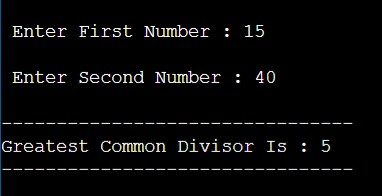 Enter First Number : 15
Enter Second Number : 40
--------------------------------
Greatest Common Divisor Is : 5
--------------------------------